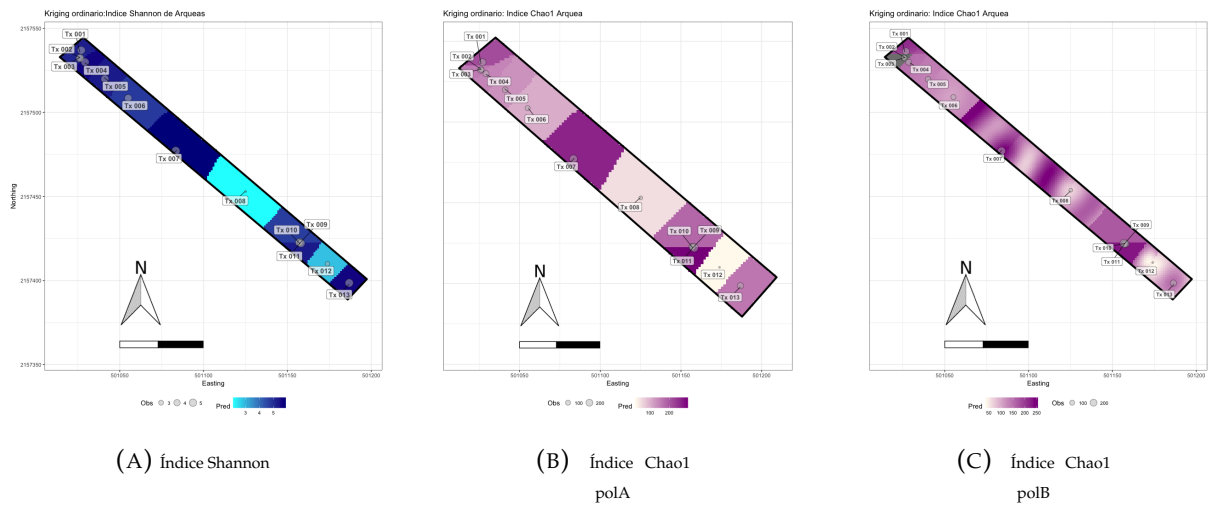 Kriging ordinario:Indice Shannon de Arqueas
2157550
2157500
2157450
2157400
2157350
Northing
Tx 001
Tx 002
Tx 003
Tx 004
Tx 005
Tx 006
Tx 007
Tx 008
Tx 009
Tx 010
Tx 011
Tx 012
Tx 013
N
501050
501100
501150
501200
Easting
Obs 3 4 5 Pred 3 4 5
(A) Índice Shannon
Kriging ordinario: Indice Chao1 Arquea
Tx 001
Tx 002
Tx 003
Tx 004
Tx 005
Tx 006
Tx 007
Tx 008
Tx 009
Tx 010
Tx 011
Tx 012
Tx 013
N
501050
501100
501150
501200
Easting
Pred 100 200 Obs 100 200
(B) Índice Chao1
polA
Kriging ordinario: Indice Chao1 Arquea
Tx 001
Tx 002
Tx 003
Tx 004
Tx 005
Tx 006
Tx 007
Tx 008
Tx 009
Tx 010
Tx 011
Tx 012
Tx 013
N
501050
501100
501150
501200
Easting
Pred 50 100 150 200 250 Obs 100 200
(C) Índice Chao1
polB